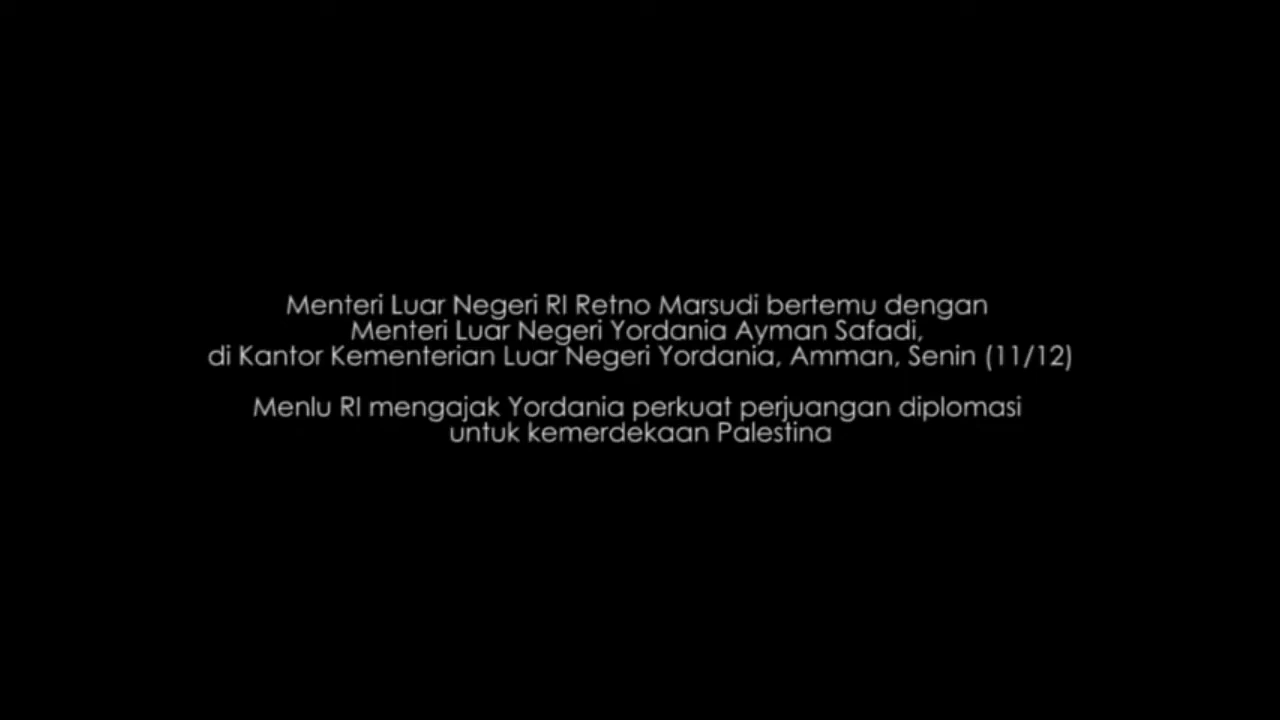 Menteri Luar Negeri RI Retno Marsudi bertemu dengan
Menteri Luar Negeri Yordania Ayman Safadi,
di Kantor Kementerian Luar Negeri Yordania, Amman, Senin (11/12)
Menlu RI mengajak Yordania perkuat perjuangan diplomasi
untuk kemerdekaan Palestina